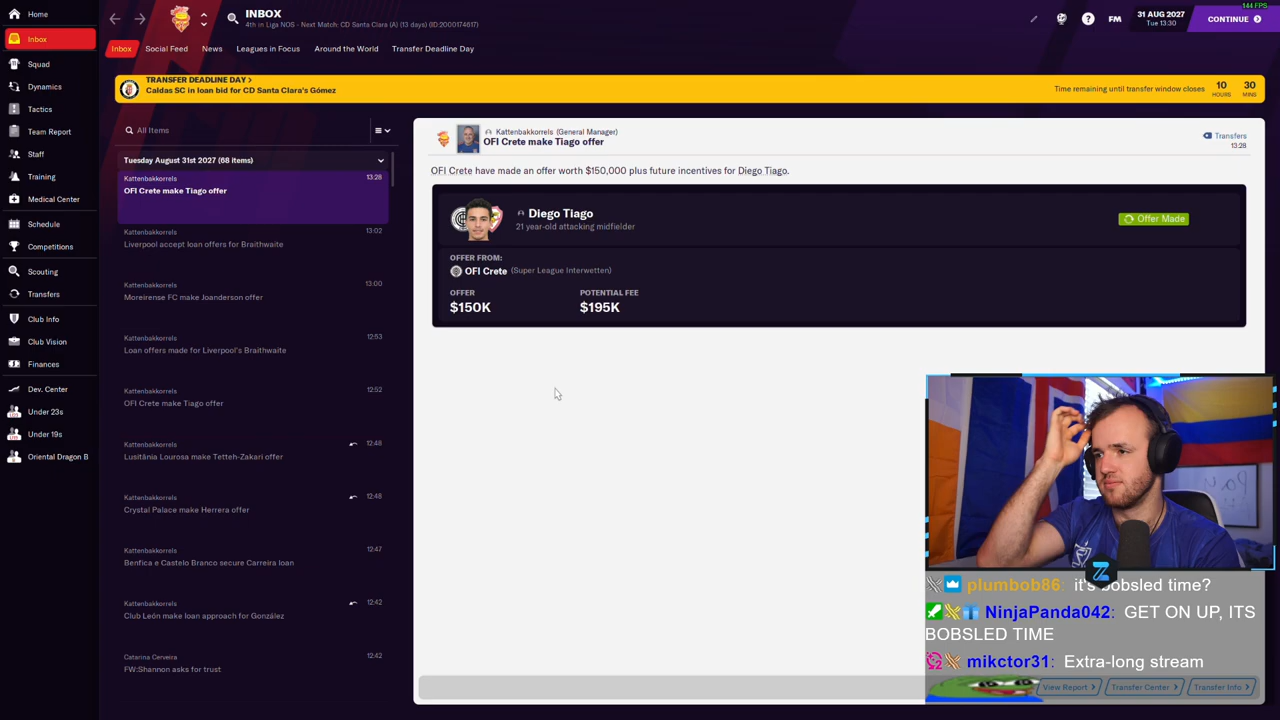 Home
Inbox
Squad
Dynamics
Tactics
Team Report
Staff
Training
Medical Center
Schedule
Competitions
Scouting
Transfers
Club Info
Club Vision
Finances
Dev. Center
Under 23s
Under 19s
Oriental Dragon B
INBOX
4th in Liga NOS - Next Match: CD Santa Clara (A) (13 days) (ID:2000174617)
144 FPS
FM
31 AUG 2027
Tue 13:30
CONTINUE
Inbox Social Feed News Leagues in Focus Around the World Transfer Deadline Day
TRANSFER DEADLINE DAY >
Caldas SC in loan bid for CD Santa Clara's Gómez
Time remaining until transfer window closes
10 HOURS
30 MINS
All Items
Tuesday August 31st 2027 (68 items)
Kattenbakkorrels 13:28
OFI Crete make Tiago offer
Kattenbakkorrels 13:02
Liverpool accept loan offers for Braithwaite
Kattenbakkorrels 13:00
Moreirense FC make Joanderson offer
Kattenbakkorrels 12:53
Loan offers made for Liverpool's Braithwaite
Kattenbakkorrels 12:52
OFI Crete make Tiago offer
Kattenbakkorrels 12:48
Lusitânia Lourosa make Tetteh-Zakari offer
Kattenbakkorrels 12:48
Crystal Palace make Herrera offer
Kattenbakkorrels 12:47
Benfica e Castelo Branco secure Carreira loan
Kattenbakkorrels 12:42
Club León make loan approach for González
Catarina Cerveira 12:42
FW:Shannon asks for trust
Kattenbakkorrels (General Manager)
OFI Crete make Tiago offer
Transfers
13:28
OFI Crete have made an offer worth $150,000 plus future incentives for Diego Tiago.
Diego Tiago
21 year-old attacking midfielder
Offer Made
OFFER FROM:
OFI Crete (Super League Interwetten)
OFFER POTENTIAL FEE
$150K $195K
plumbob86: it's bobsled time?
NinjaPanda042: GET ON UP, ITS
BOBSLED TIME
mikctor31: Extra-long stream
View Report > Transfer Center > Transfer Info >